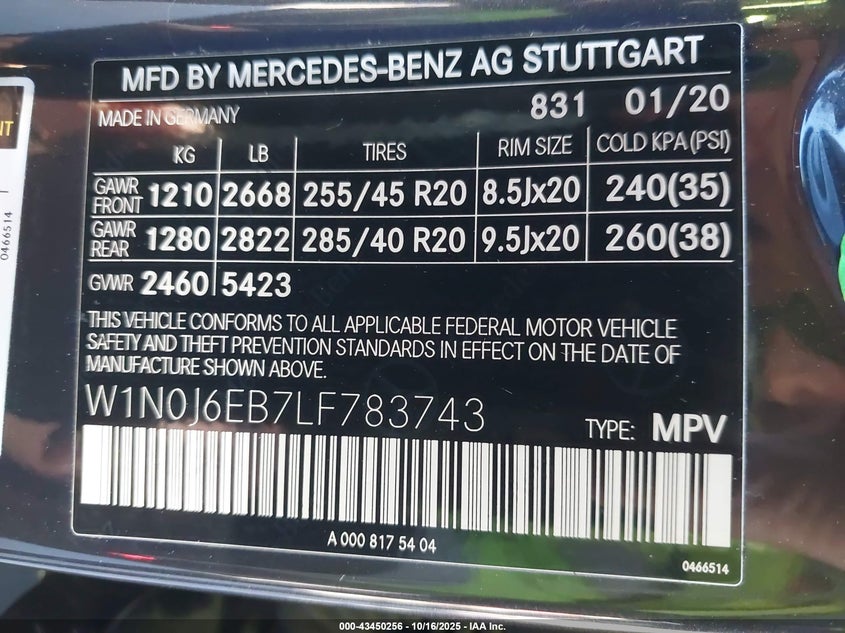 MFD BY MERCEDES-BENZ AG STUTTGART
MADE IN GERMANY 831 01/20
KG LB TIRES RIM SIZE COLD KPA (PSI)
GAWR FRONT 1210 2668 255/45 R20 8.5Jx20 240(35)
GAWR REAR 1280 2822 285/40 R20 9.5Jx20 260(38)
GVWR 2460 5423
THIS VEHICLE CONFORMS TO ALL APPLICABLE FEDERAL MOTOR VEHICLE
SAFETY AND THEFT PREVENTION STANDARDS IN EFFECT ON THE DATE OF
MANUFACTURE SHOWN ABOVE.
W1N0J6EB7LF783743
TYPE: MPV
A 000 817 54 04
0466514
0466514
000-43450256 - 10/16/2025 - IAA Inc.